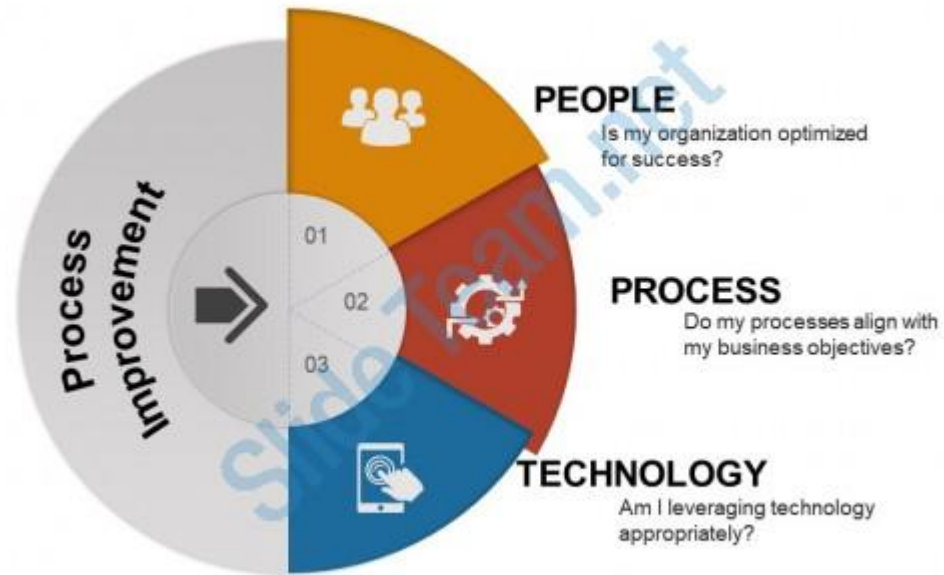 Process
Improvement
01
02
03
PEOPLE
Is my organization optimized
for success?
PROCESS
Do my processes align with
my business objectives?
TECHNOLOGY
Am I leveraging technology
appropriately?
SlideTeam.net